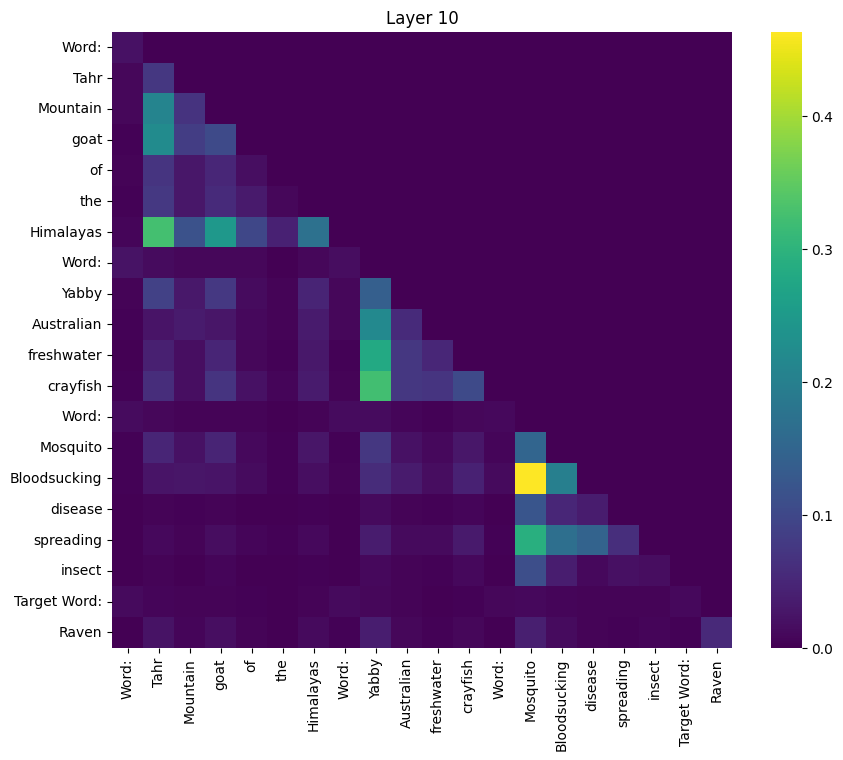 Layer 10
Word:
Tahr
Mountain
goat
of
the
Himalayas
Word:
Yabby
Australian
freshwater
crayfish
Word:
Mosquito
Bloodsucking
disease
spreading
insect
Target Word:
Raven
Word:
Tahr
Mountain
goat
of
the
Himalayas
Word:
Yabby
Australian
freshwater
crayfish
Word:
Mosquito
Bloodsucking
disease
spreading
insect
Target Word:
Raven
0.4
0.3
0.2
0.1
0.0